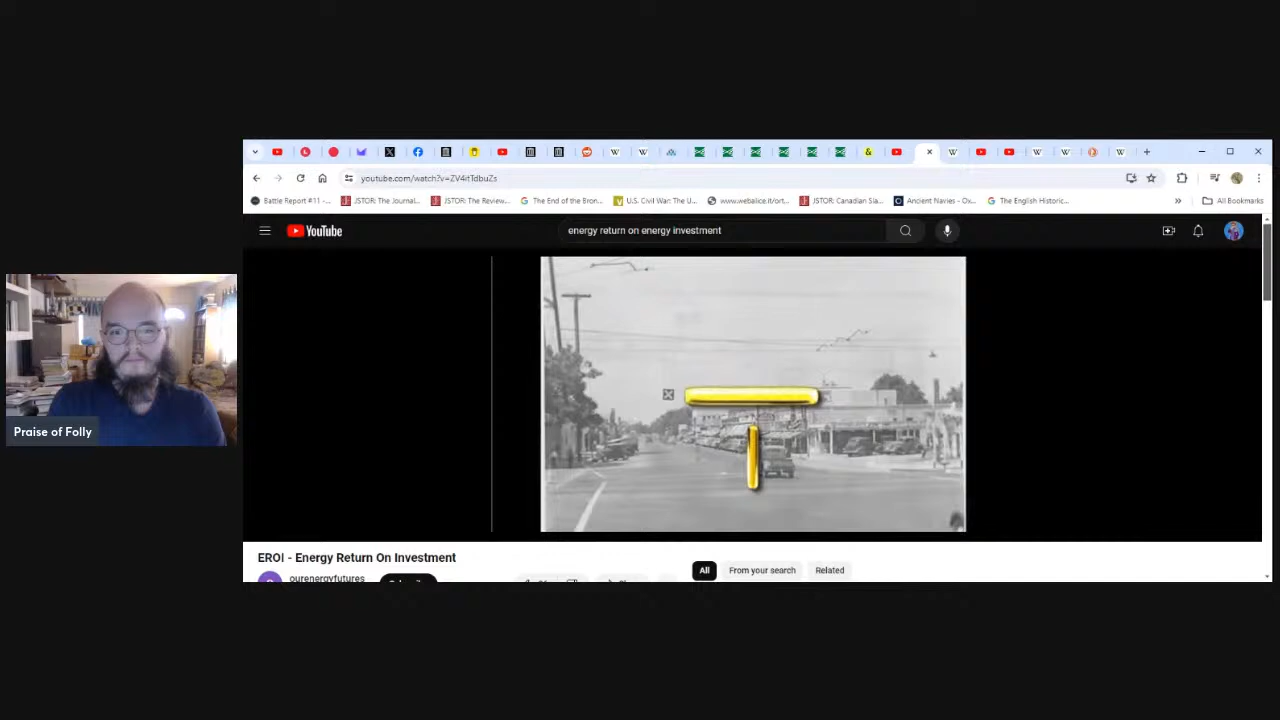 youtube.com/watch?v=ZV4itTdbuZs
Battle Report #11 -...
JSTOR: The Journal...
JSTOR: The Review...
The End of the Bron...
U.S. Civil War: The U...
www.webalice.it/ort...
JSTOR: Canadian Sla...
Ancient Navies - Ox...
The English Historic...
»
All Bookmarks
YouTube
energy return on energy investment
Praise of Folly
EROI - Energy Return On Investment
ourenergyfutures
All
From your search
Related